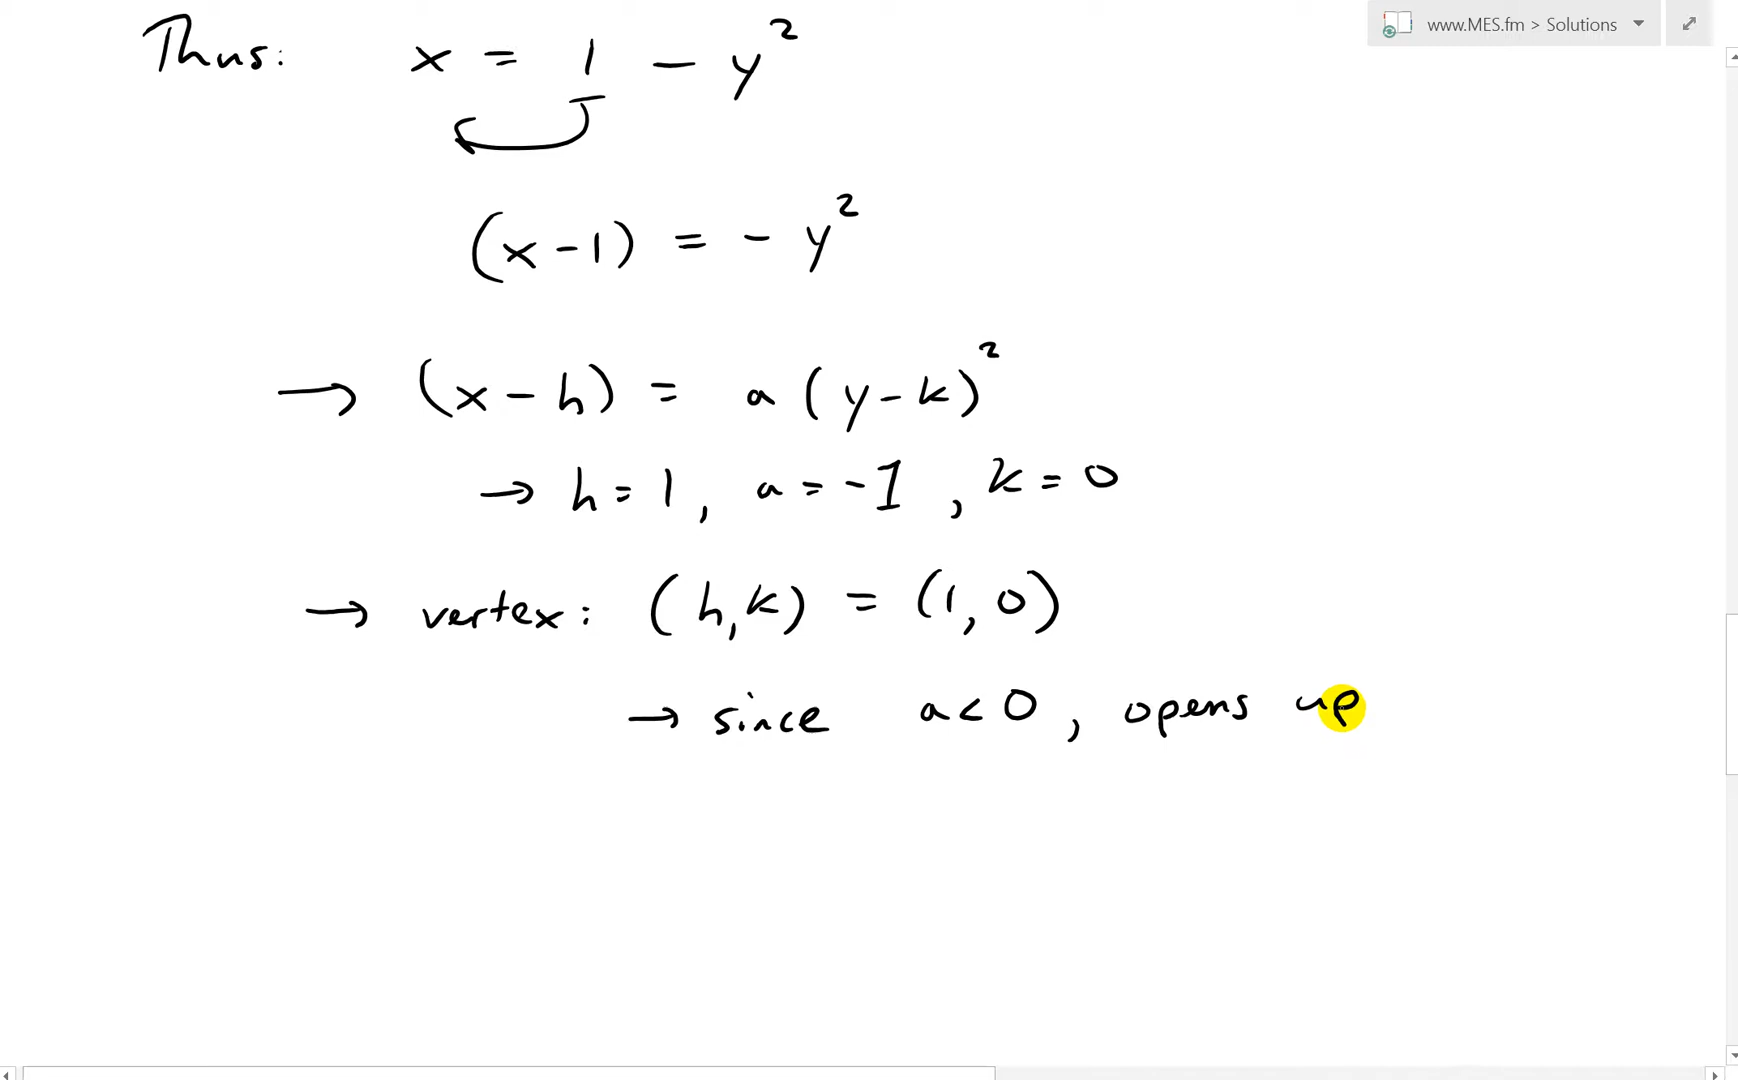 www.MES.fm > Solutions
Thus: x = 1 - y²
(x-1) = - y²
→ (x-h) = a(y-k)²
→ h=1, a=-1, k=0
→ vertex: (h,k) = (1,0)
→ since a<0, opens up